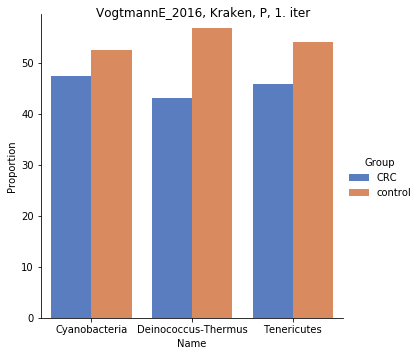 VogtmannE_2016, Kraken, P, 1. iter
Proportion
50
40
30
20
10
0
Cyanobacteria
Deinococcus-Thermus
Tenericutes
Name
Group
CRC
control